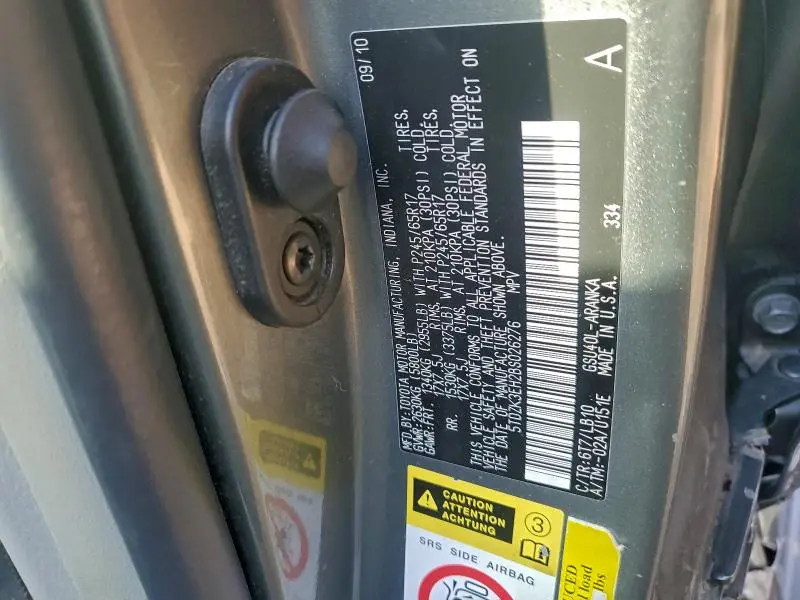 09/10
MFD.BY:TOYOTA MOTOR MANUFACTURING, INDIANA, INC.
GVWR:2630KG(5800LB)
GAWR:FRT. 1340KG (2955LB) WITH P245/65R17 TIRES,
17X7.5J RIMS, AT 210KPA (30PSI) COLD.
RR. 1530KG (3375LB) WITH P245/65R17 TIRES,
17X7.5J RIMS, AT 210KPA (30PSI) COLD.
THIS VEHICLE CONFORMS TO ALL APPLICABLE FEDERAL MOTOR
VEHICLE SAFETY AND THEFT PREVENTION STANDARDS IN EFFECT ON
THE DATE OF MANUFACTURE SHOWN ABOVE.
5TDZK3EH2BS026276 MPV
C/TR:6T7/LB10 GSU40L-ARANKA
A/TM:-02A/U151E MADE IN U.S.A. 334
A
CAUTION
ATTENTION
ACHTUNG
3
SRS SIDE AIRBAG
load
lbs